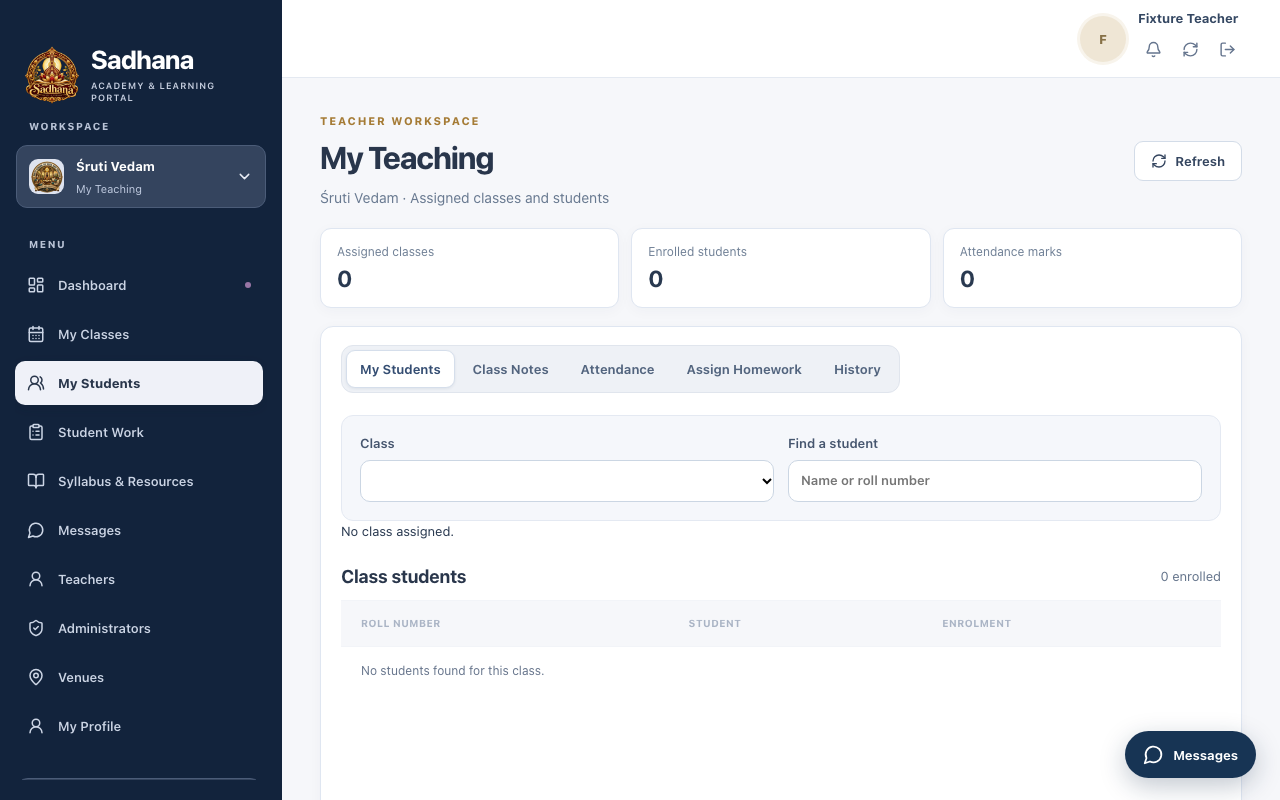 Sadhana
Sadhana
ACADEMY & LEARNING
PORTAL
WORKSPACE
Śruti Vedam
My Teaching
MENU
Dashboard
My Classes
My Students
Student Work
Syllabus & Resources
Messages
Teachers
Administrators
Venues
My Profile
F
Fixture Teacher
TEACHER WORKSPACE
My Teaching
Śruti Vedam · Assigned classes and students
Refresh
Assigned classes
0
Enrolled students
0
Attendance marks
0
My Students Class Notes Attendance Assign Homework History
Class
Find a student
Name or roll number
No class assigned.
Class students
0 enrolled
ROLL NUMBER STUDENT ENROLMENT
No students found for this class.
Messages